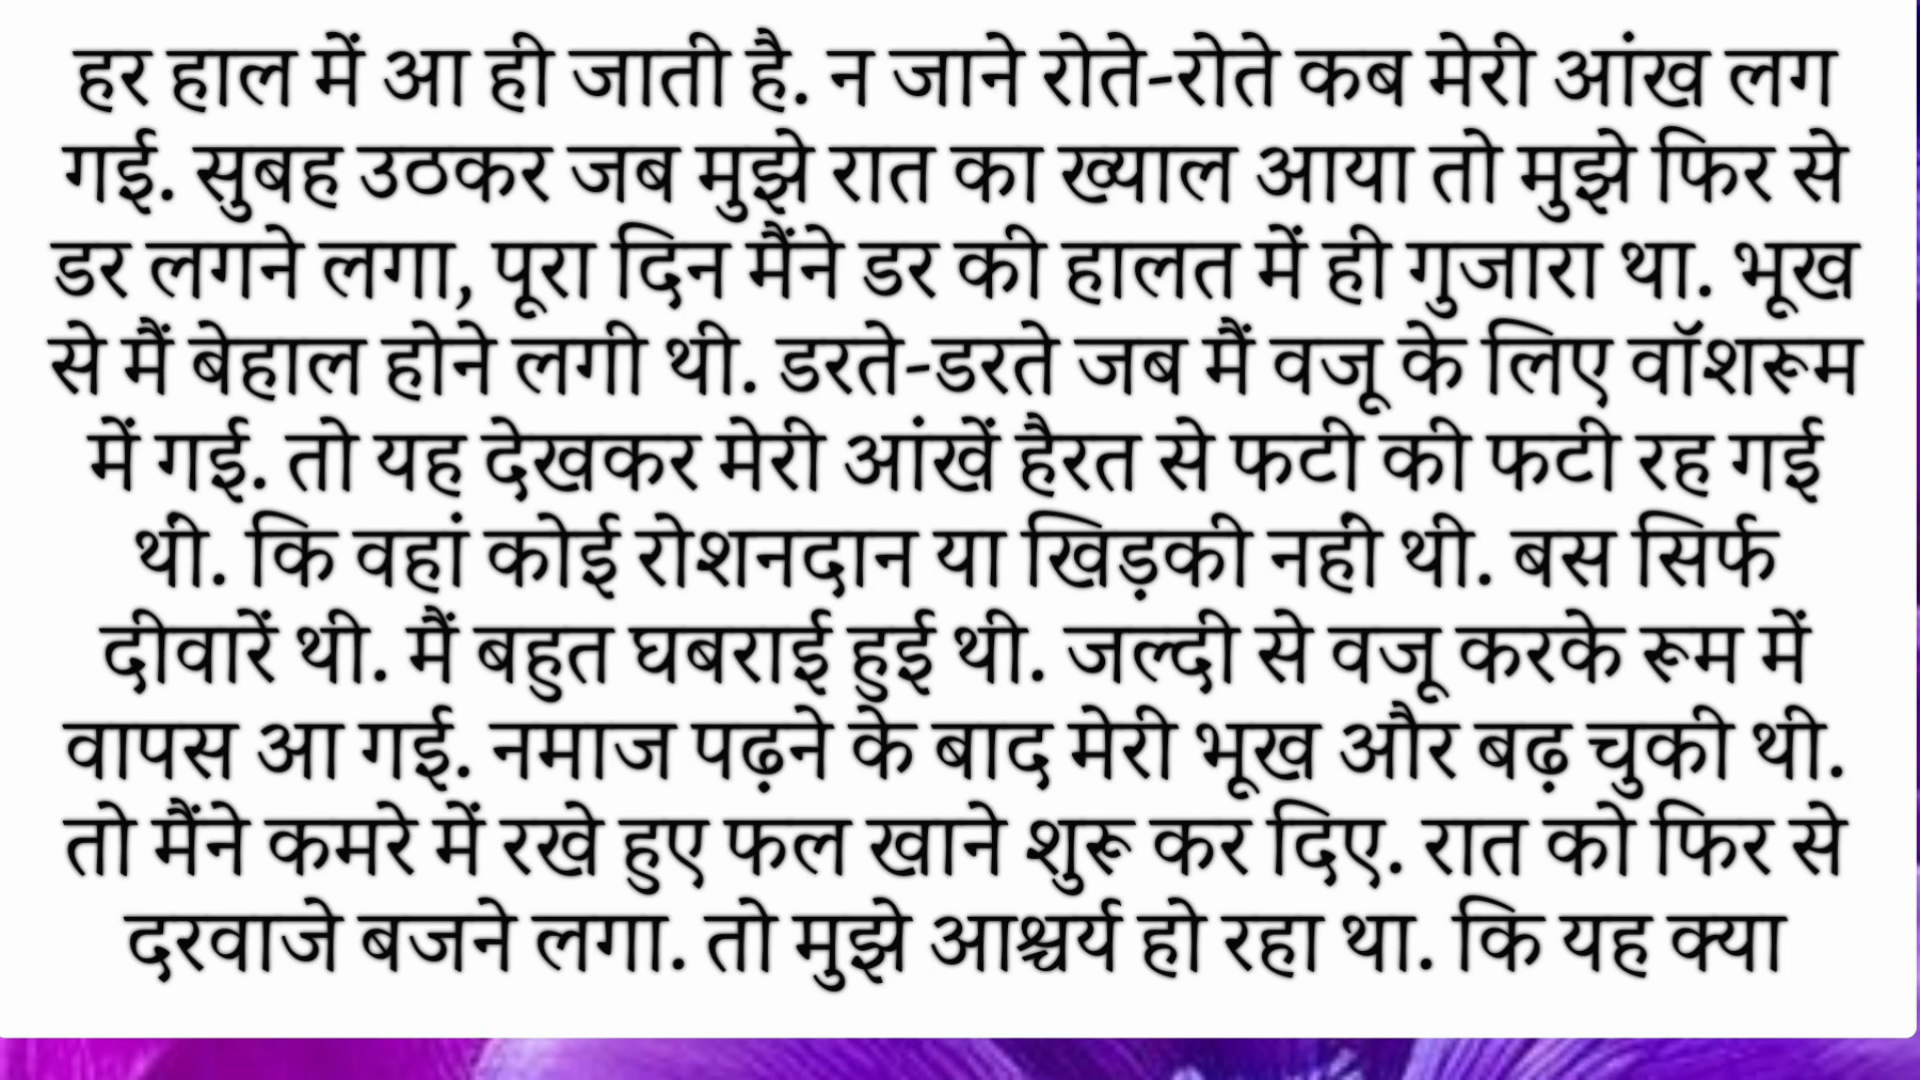 हर हाल में आ ही जाती है. न जाने रोते-रोते कब मेरी आंख लग
गई. सुबह उठकर जब मुझे रात का ख्याल आया तो मुझे फिर से
डर लगने लगा, पूरा दिन मैंने डर की हालत में ही गुजारा था. भूख
से मैं बेहाल होने लगी थी. डरते-डरते जब मैं वजू के लिए वॉशरूम
में गई. तो यह देखकर मेरी आंखें हैरत से फटी की फटी रह गई
थीं. कि वहां कोई रोशनदान या खिड़की नहीं थी. बस सिर्फ
दीवारें थी. मैं बहुत घबराई हुई थी. जल्दी से वजू करके रूम में
वापस आ गई. नमाज पढ़ने के बाद मेरी भूख और बढ़ चुकी थी.
तो मैंने कमरे में रखे हुए फल खाने शुरू कर दिए. रात को फिर से
दरवाजे बजने लगा. तो मुझे आश्चर्य हो रहा था. कि यह क्या